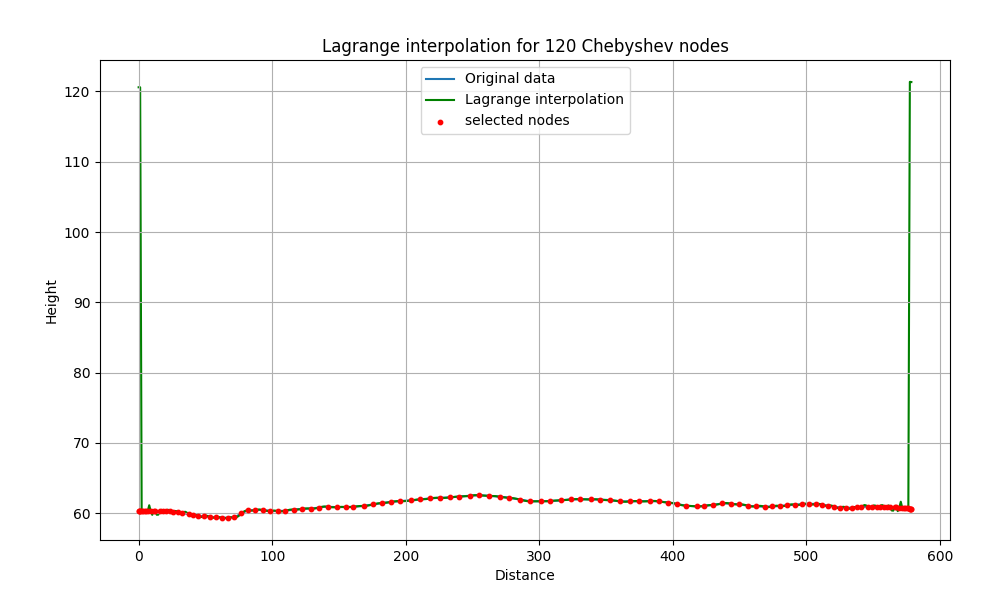 Lagrange interpolation for 120 Chebyshev nodes
Original data
Lagrange interpolation
selected nodes
120
110
100
90
80
70
60
Height
0 100 200 300 400 500 600
Distance